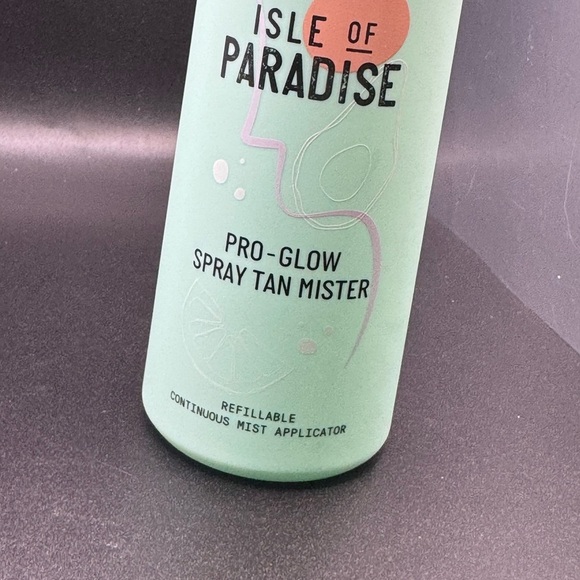 ISLE OF
PARADISE
PRO-GLOW
SPRAY TAN MISTER
REFILLABLE
CONTINUOUS MIST APPLICATOR